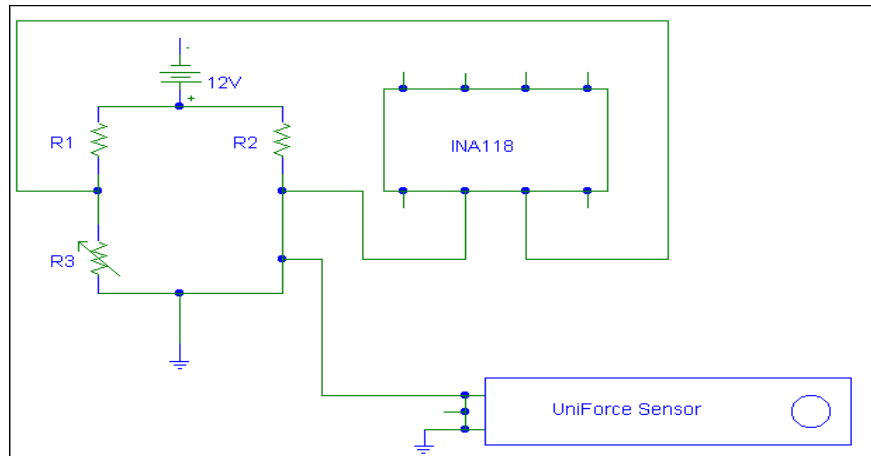 -
12V
+
R1
R2
INA118
R3
UniForce Sensor